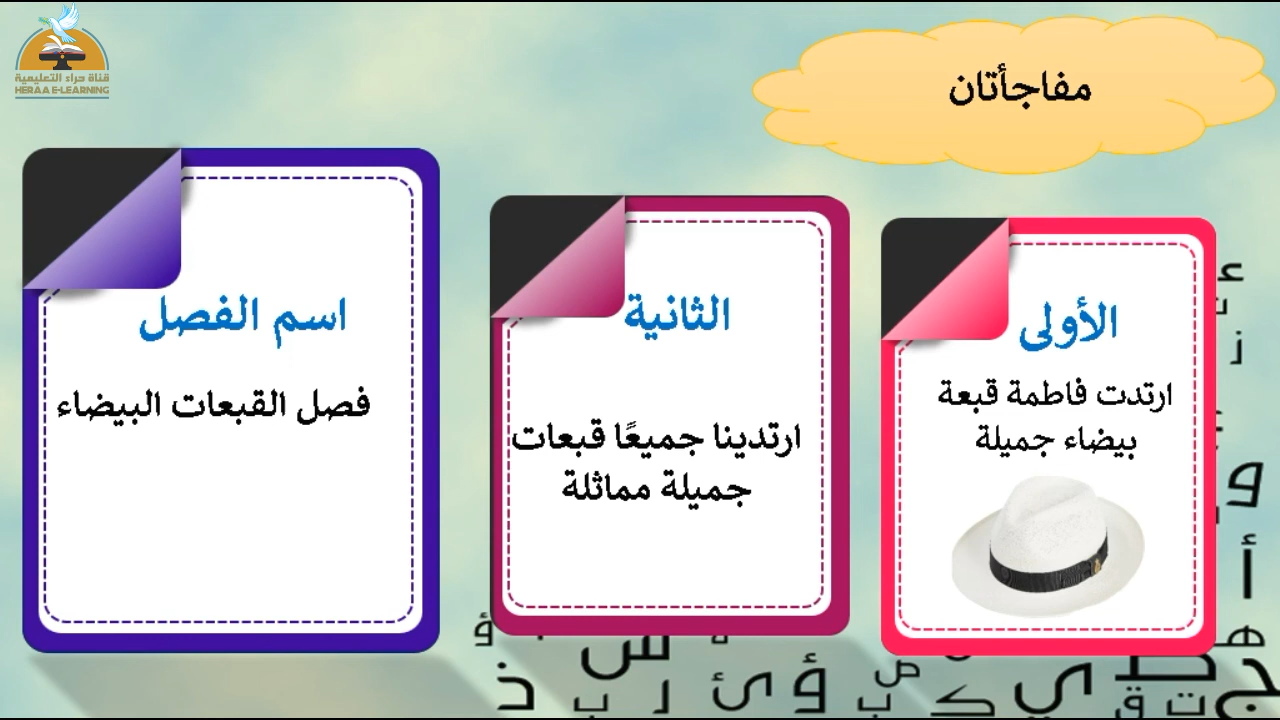 قناة حراء التعليمية
HERAA E-LEARNING
مفاجأتان
الأولى
ارتدت فاطمة قبعة
بيضاء جميلة
الثانية
ارتدينا جميعًا قبعات
جميلة مماثلة
اسم الفصل
فصل القبعات البيضاء